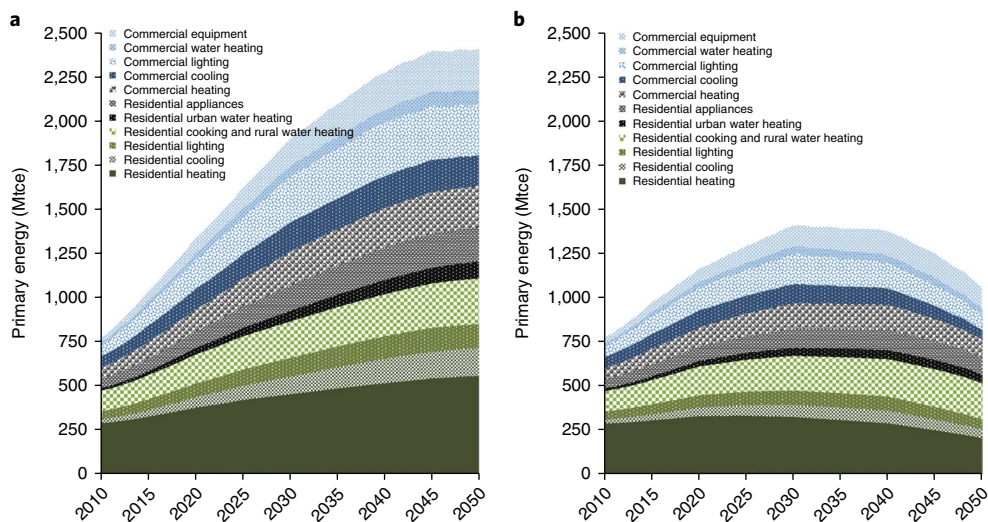 a
Primary energy (Mtce)
2,500
2,250
2,000
1,750
1,500
1,250
1,000
750
500
250
0
Commercial equipment
Commercial water heating
Commercial lighting
Commercial cooling
Commercial heating
Residential appliances
Residential urban water heating
Residential cooking and rural water heating
Residential lighting
Residential cooling
Residential heating
2010 2015 2020 2025 2030 2035 2040 2045 2050
b
Primary energy (Mtce)
2,500
2,250
2,000
1,750
1,500
1,250
1,000
750
500
250
0
Commercial equipment
Commercial water heating
Commercial lighting
Commercial cooling
Commercial heating
Residential appliances
Residential urban water heating
Residential cooking and rural water heating
Residential lighting
Residential cooling
Residential heating
2010 2015 2020 2025 2030 2035 2040 2045 2050